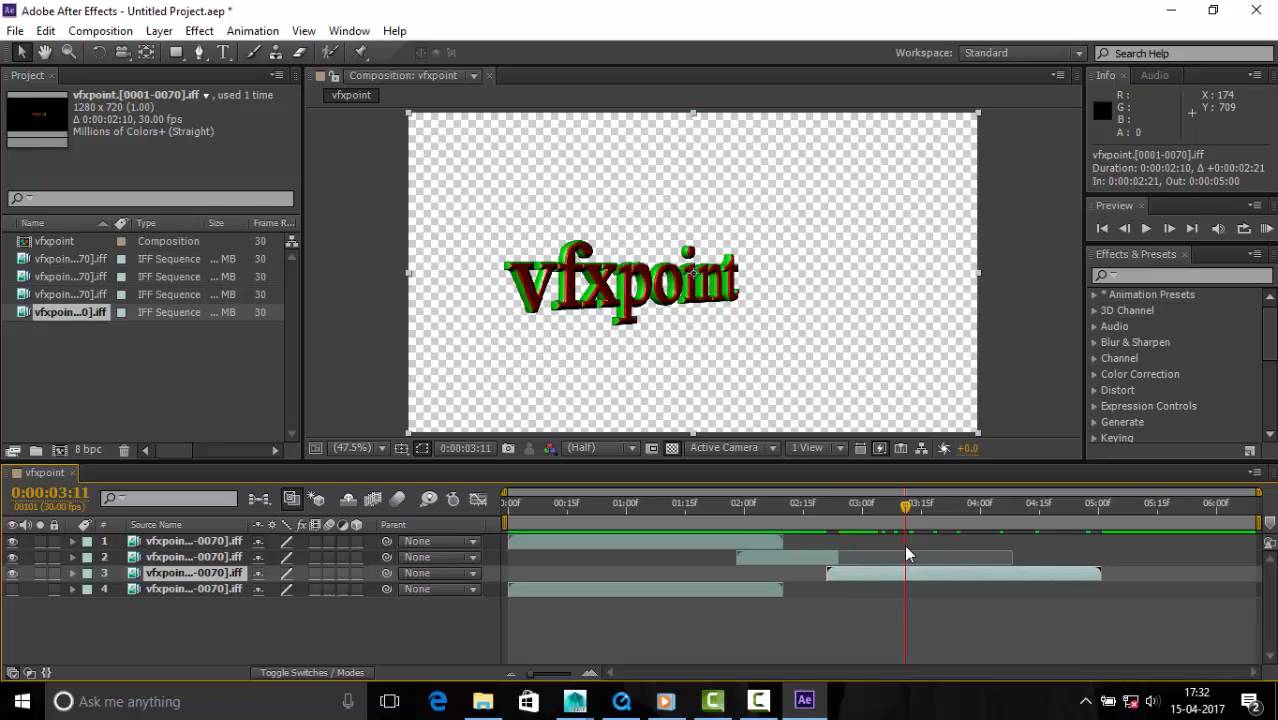 Adobe After Effects - Untitled Project.aep *
File Edit Composition Layer Effect Animation View Window Help
Workspace: Standard Search Help
Project
vfxpoint.[0001-0070].iff ▾, used 1 time
1280 x 720 (1.00)
Δ 0:00:02:10, 30.00 fps
Millions of Colors+ (Straight)
Name Type Size Frame R...
vfxpoint Composition 30
vfxpoin...70].iff IFF Sequence ... MB 30
vfxpoin...70].iff IFF Sequence ... MB 30
vfxpoin...70].iff IFF Sequence ... MB 30
vfxpoin...0].iff IFF Sequence ... MB 30
8 bpc
Composition: vfxpoint
vfxpoint
vfxpoint
(47.5%) 0:00:03:11 (Half) Active Camera 1 View +0.0
Info Audio
R : X : 174
G : Y : 709
B :
A : 0
vfxpoint.[0001-0070].iff
Duration: 0:00:02:10, Δ +0:00:02:21
In: 0:00:02:21, Out: 0:00:05:00
Preview
Effects & Presets
* Animation Presets
3D Channel
Audio
Blur & Sharpen
Channel
Color Correction
Distort
Expression Controls
Generate
Keying
vfxpoint
0:00:03:11
00101 (30.00 fps)
):00f 00:15f 01:00f 01:15f 02:00f 02:15f 03:00f 03:15f 04:00f 04:15f 05:00f 05:15f 06:00f
# Source Name Parent
1 vfxpoin...-0070].iff None
2 vfxpoin...-0070].iff None
3 vfxpoin...-0070].iff None
4 vfxpoin...-0070].iff None
Toggle Switches / Modes
Ask me anything
17:32
15-04-2017
2